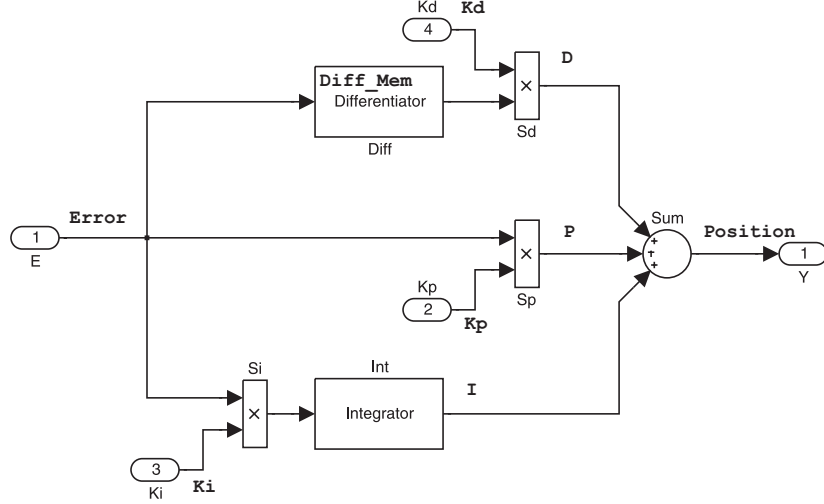 Kd
Kd
4
D
Diff_Mem
Differentiator
×
Sd
Diff
Error
Sum
1
E
P
Position
+
+
+
1
Y
×
Kp
2
Sp
Kp
Si
Int
I
×
Integrator
3
Ki
Ki